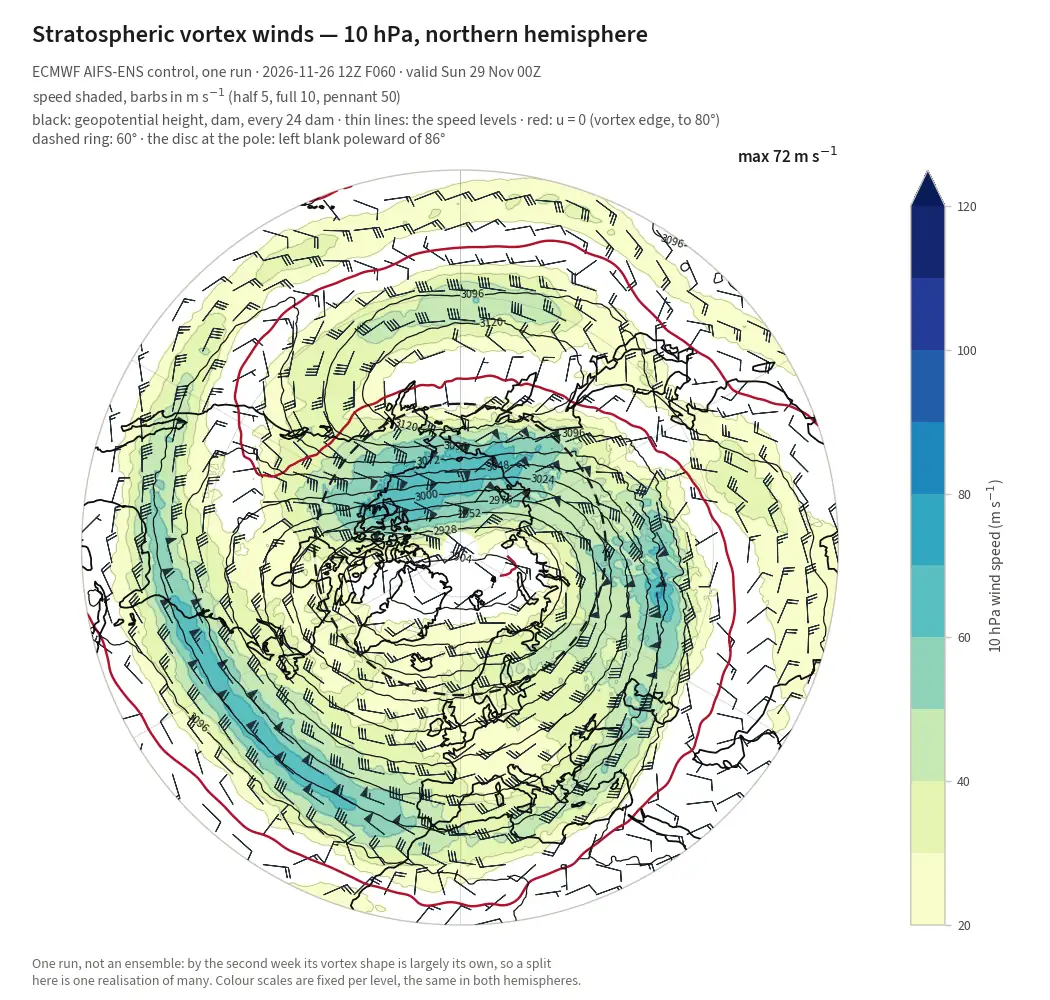 Stratospheric vortex winds — 10 hPa, northern hemisphere
ECMWF AIFS-ENS control, one run · 2026-11-26 12Z F060 · valid Sun 29 Nov 00Z
speed shaded, barbs in m s⁻¹ (half 5, full 10, pennant 50)
black: geopotential height, dam, every 24 dam · thin lines: the speed levels · red: u = 0 (vortex edge, to 80°)
dashed ring: 60° · the disc at the pole: left blank poleward of 86°
max 72 m s⁻¹
120
100
80
60
40
20
10 hPa wind speed (m s⁻¹)
3096
3096
3120
3120
3096
3072
3024
3000
2952
2928
3096
One run, not an ensemble: by the second week its vortex shape is largely its own, so a split
here is one realisation of many. Colour scales are fixed per level, the same in both hemispheres.